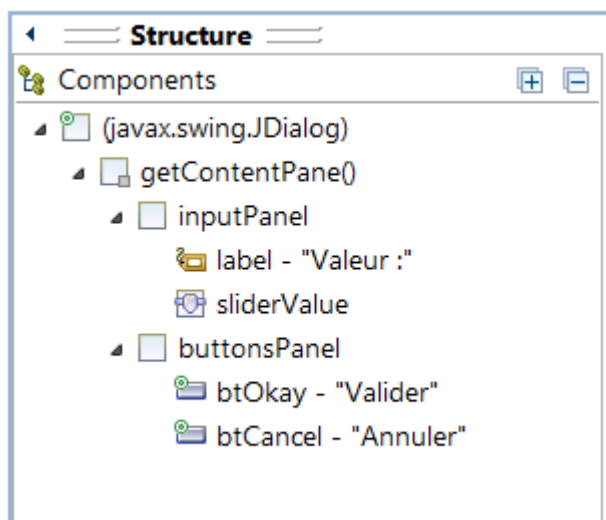 Structure
Components
(javax.swing.JDialog)
getContentPane()
inputPanel
label - "Valeur :"
sliderValue
buttonsPanel
btOkay - "Valider"
btCancel - "Annuler"